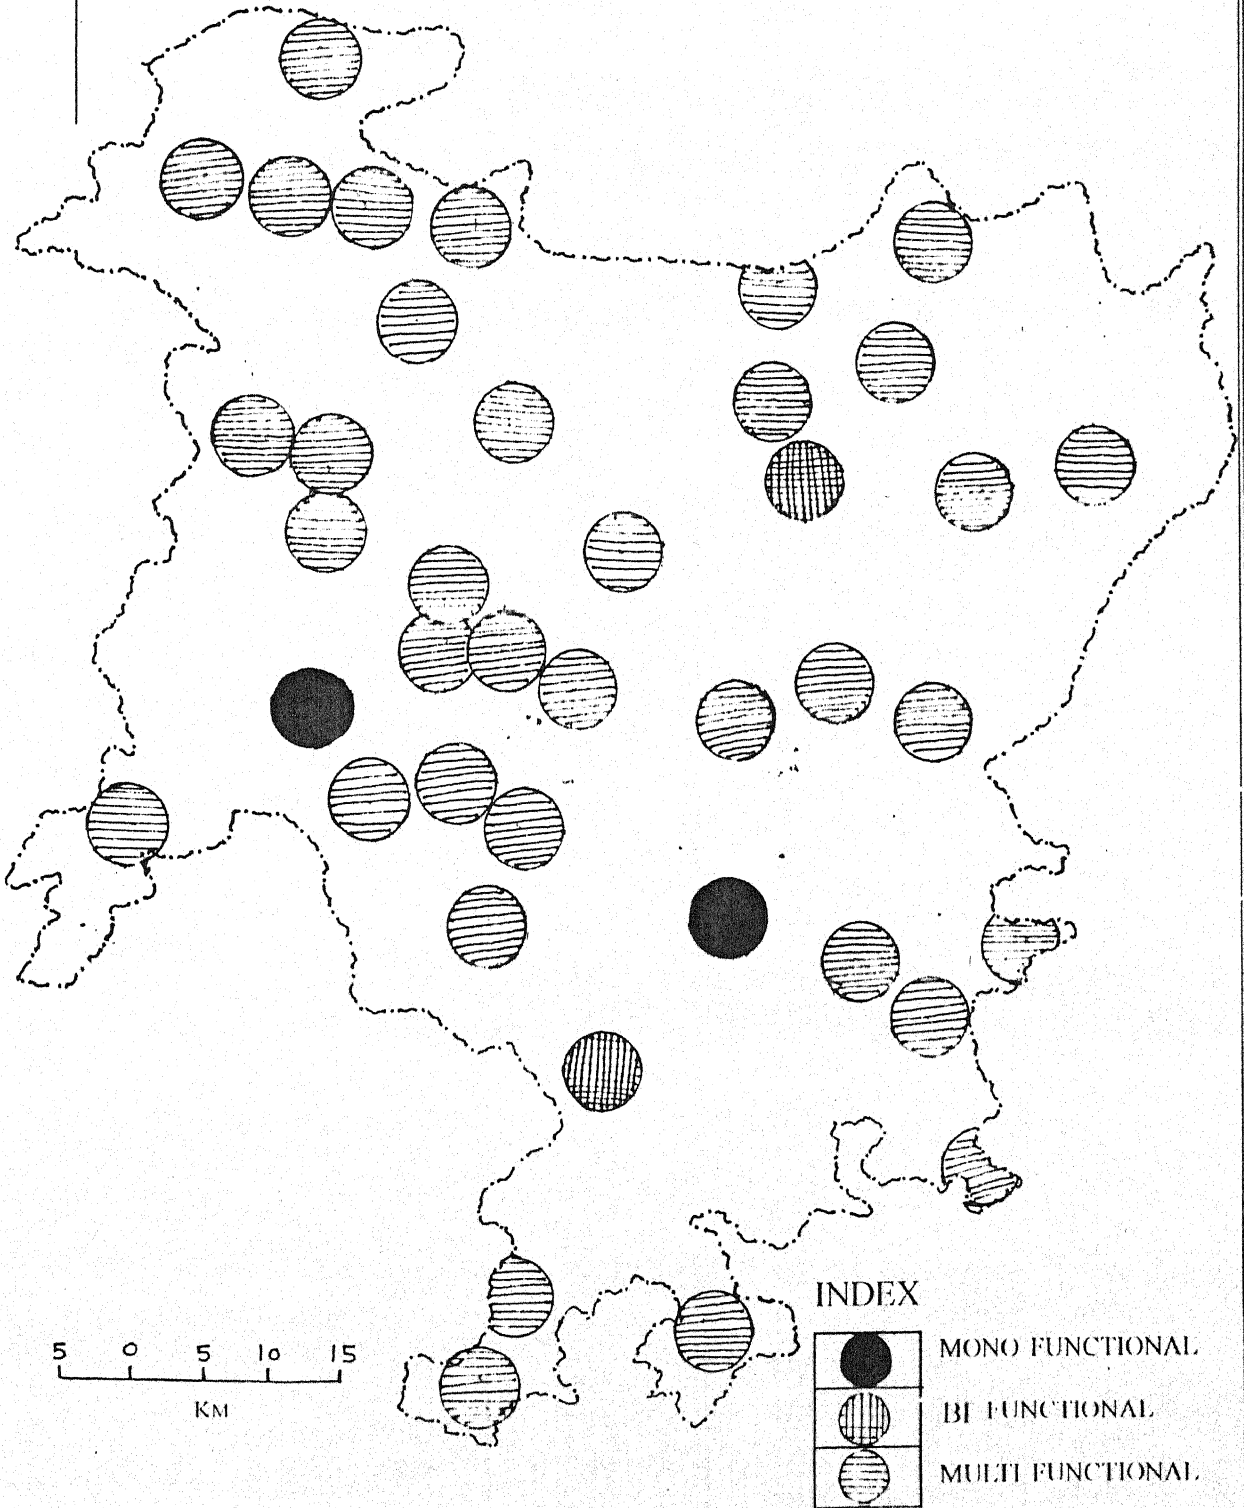 INDEX
MONO FUNCTIONAL
BI FUNCTIONAL
MULTI FUNCTIONAL
5 0 5 10 15
KM